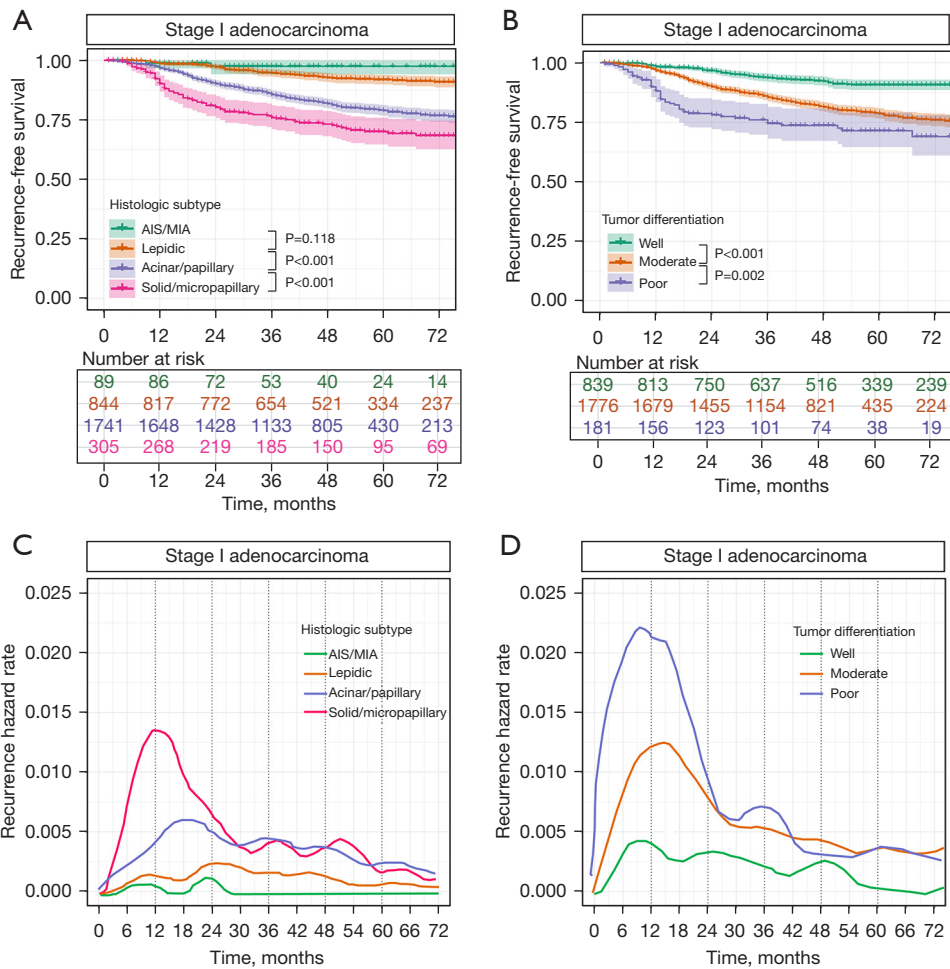 A
Stage I adenocarcinoma
Recurrence-free survival
1.00
0.75
0.50
0.25
0.00
Histologic subtype
AIS/MIA
Lepidic
Acinar/papillary
Solid/micropapillary
P=0.118
P<0.001
P<0.001
0 12 24 36 48 60 72
Number at risk
89 86 72 53 40 24 14
844 817 772 654 521 334 237
1741 1648 1428 1133 805 430 213
305 268 219 185 150 95 69
0 12 24 36 48 60 72
Time, months
B
Stage I adenocarcinoma
Recurrence-free survival
1.00
0.75
0.50
0.25
0.00
Tumor differentiation
Well
Moderate
Poor
P<0.001
P=0.002
0 12 24 36 48 60 72
Number at risk
839 813 750 637 516 339 239
1776 1679 1455 1154 821 435 224
181 156 123 101 74 38 19
0 12 24 36 48 60 72
Time, months
C
Stage I adenocarcinoma
Recurrence hazard rate
0.025
0.020
0.015
0.010
0.005
0.000
Histologic subtype
AIS/MIA
Lepidic
Acinar/papillary
Solid/micropapillary
0 6 12 18 24 30 36 42 48 54 60 66 72
Time, months
D
Stage I adenocarcinoma
Recurrence hazard rate
0.025
0.020
0.015
0.010
0.005
0.000
Tumor differentiation
Well
Moderate
Poor
0 6 12 18 24 30 36 42 48 54 60 66 72
Time, months